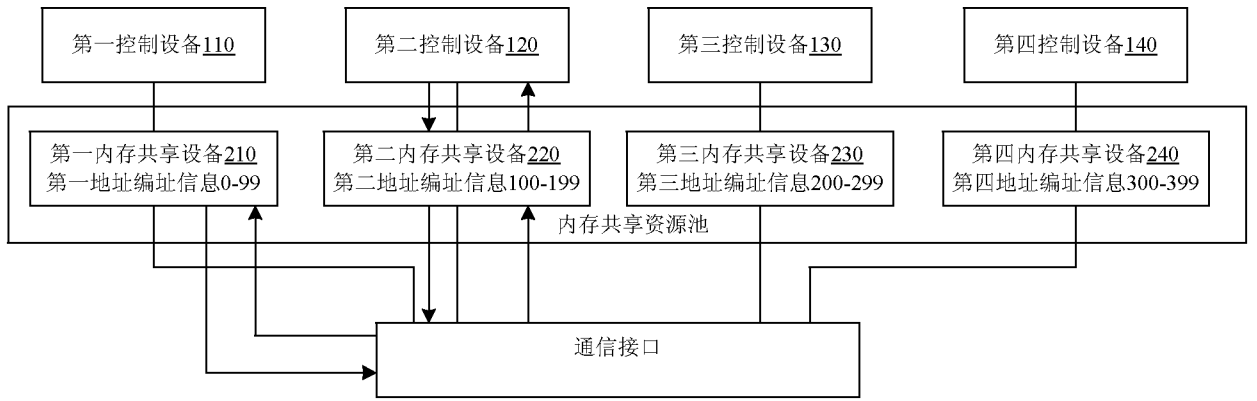 第一控制设备110
第二控制设备120
第三控制设备130
第四控制设备140
第一内存共享设备210
第一地址编址信息0-99
第二内存共享设备220
第二地址编址信息100-199
第三内存共享设备230
第三地址编址信息200-299
第四内存共享设备240
第四地址编址信息300-399
内存共享资源池
通信接口